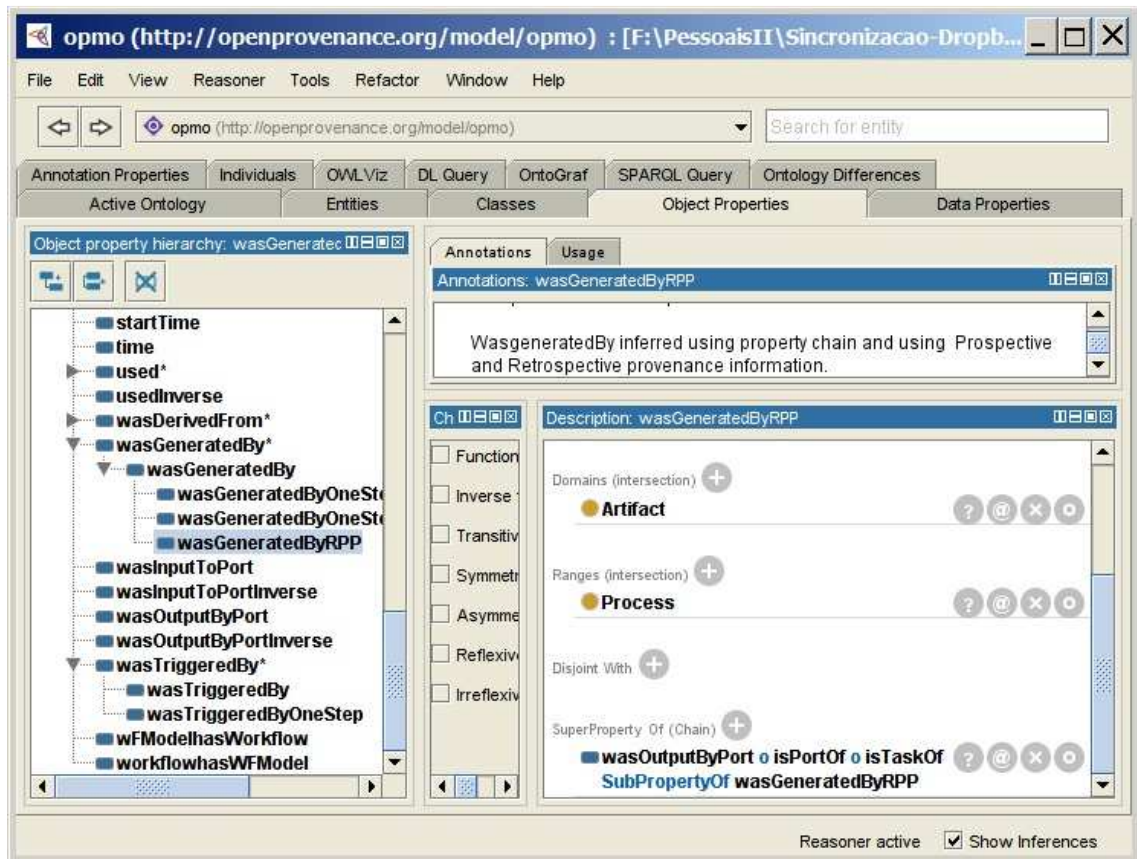 opmo (http://openprovenance.org/model/opmo) : [F:\PessoaisII\Sincronizacao-Dropb...
File Edit View Reasoner Tools Refactor Window Help
opmo (http://openprovenance.org/model/opmo)
Search for entity
Annotation Properties Individuals OWLViz DL Query OntoGraf SPARQL Query Ontology Differences
Active Ontology Entities Classes Object Properties Data Properties
Object property hierarchy: wasGeneratec
startTime
time
used*
usedInverse
wasDerivedFrom*
wasGeneratedBy*
wasGeneratedBy
wasGeneratedByOneSte
wasGeneratedByOneSte
wasGeneratedByRPP
wasInputToPort
wasInputToPortInverse
wasOutputByPort
wasOutputByPortInverse
wasTriggeredBy*
wasTriggeredBy
wasTriggeredByOneStep
wFModelhasWorkflow
workflowhasWFModel
Annotations Usage
Annotations: wasGeneratedByRPP
WasgeneratedBy inferred using property chain and using Prospective
and Retrospective provenance information.
Ch
Function
Inverse
Transitiv
Symmetr
Asymme
Reflexiv
Irreflexiv
Description: wasGeneratedByRPP
Domains (intersection)
Artifact
Ranges (intersection)
Process
Disjoint With
SuperProperty Of (Chain)
wasOutputByPort o isPortOf o isTaskOf
SubPropertyOf wasGeneratedByRPP
Reasoner active Show Inferences